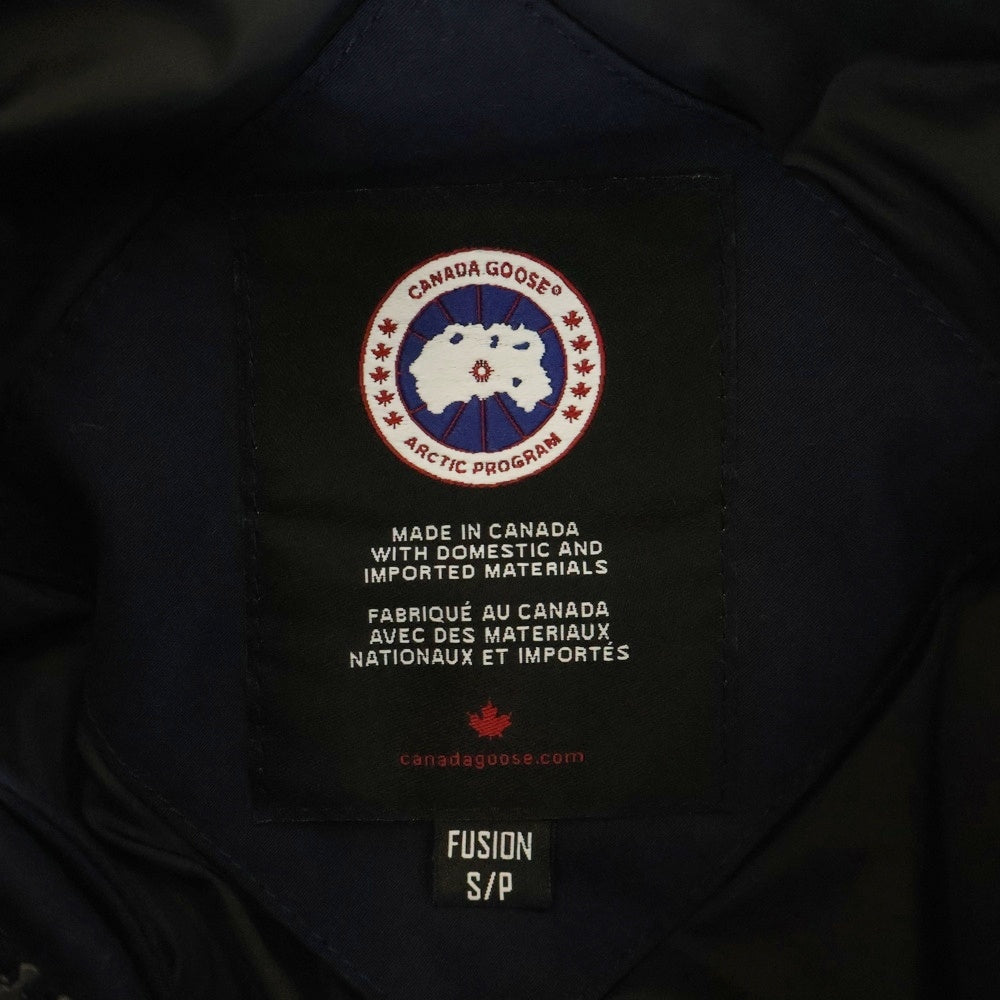 CANADA GOOSE®
ARCTIC PROGRAM
MADE IN CANADA
WITH DOMESTIC AND
IMPORTED MATERIALS
FABRIQUÉ AU CANADA
AVEC DES MATERIAUX
NATIONAUX ET IMPORTÉS
canadagoose.com
FUSION
S/P